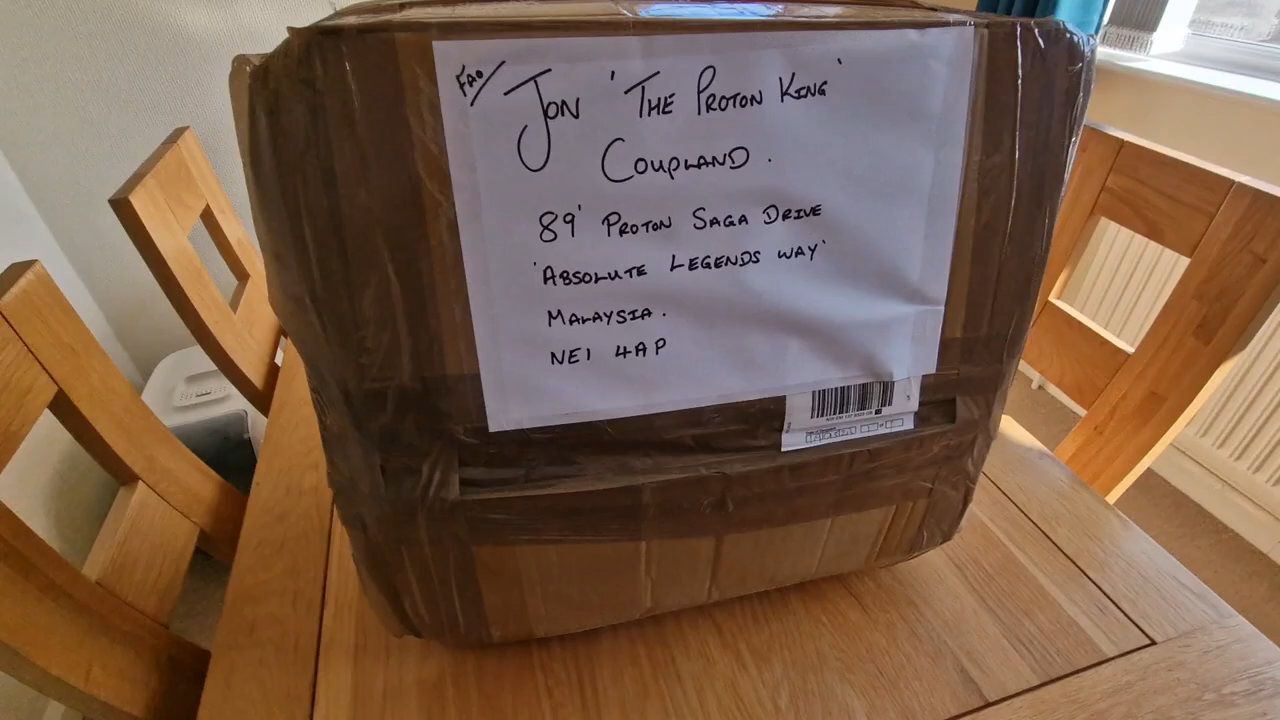 FAO/
JON 'THE PROTON KING'
COUPLAND.
89' PROTON SAGA DRIVE
'ABSOLUTE LEGENDS WAY'
MALAYSIA.
NE1 4AP